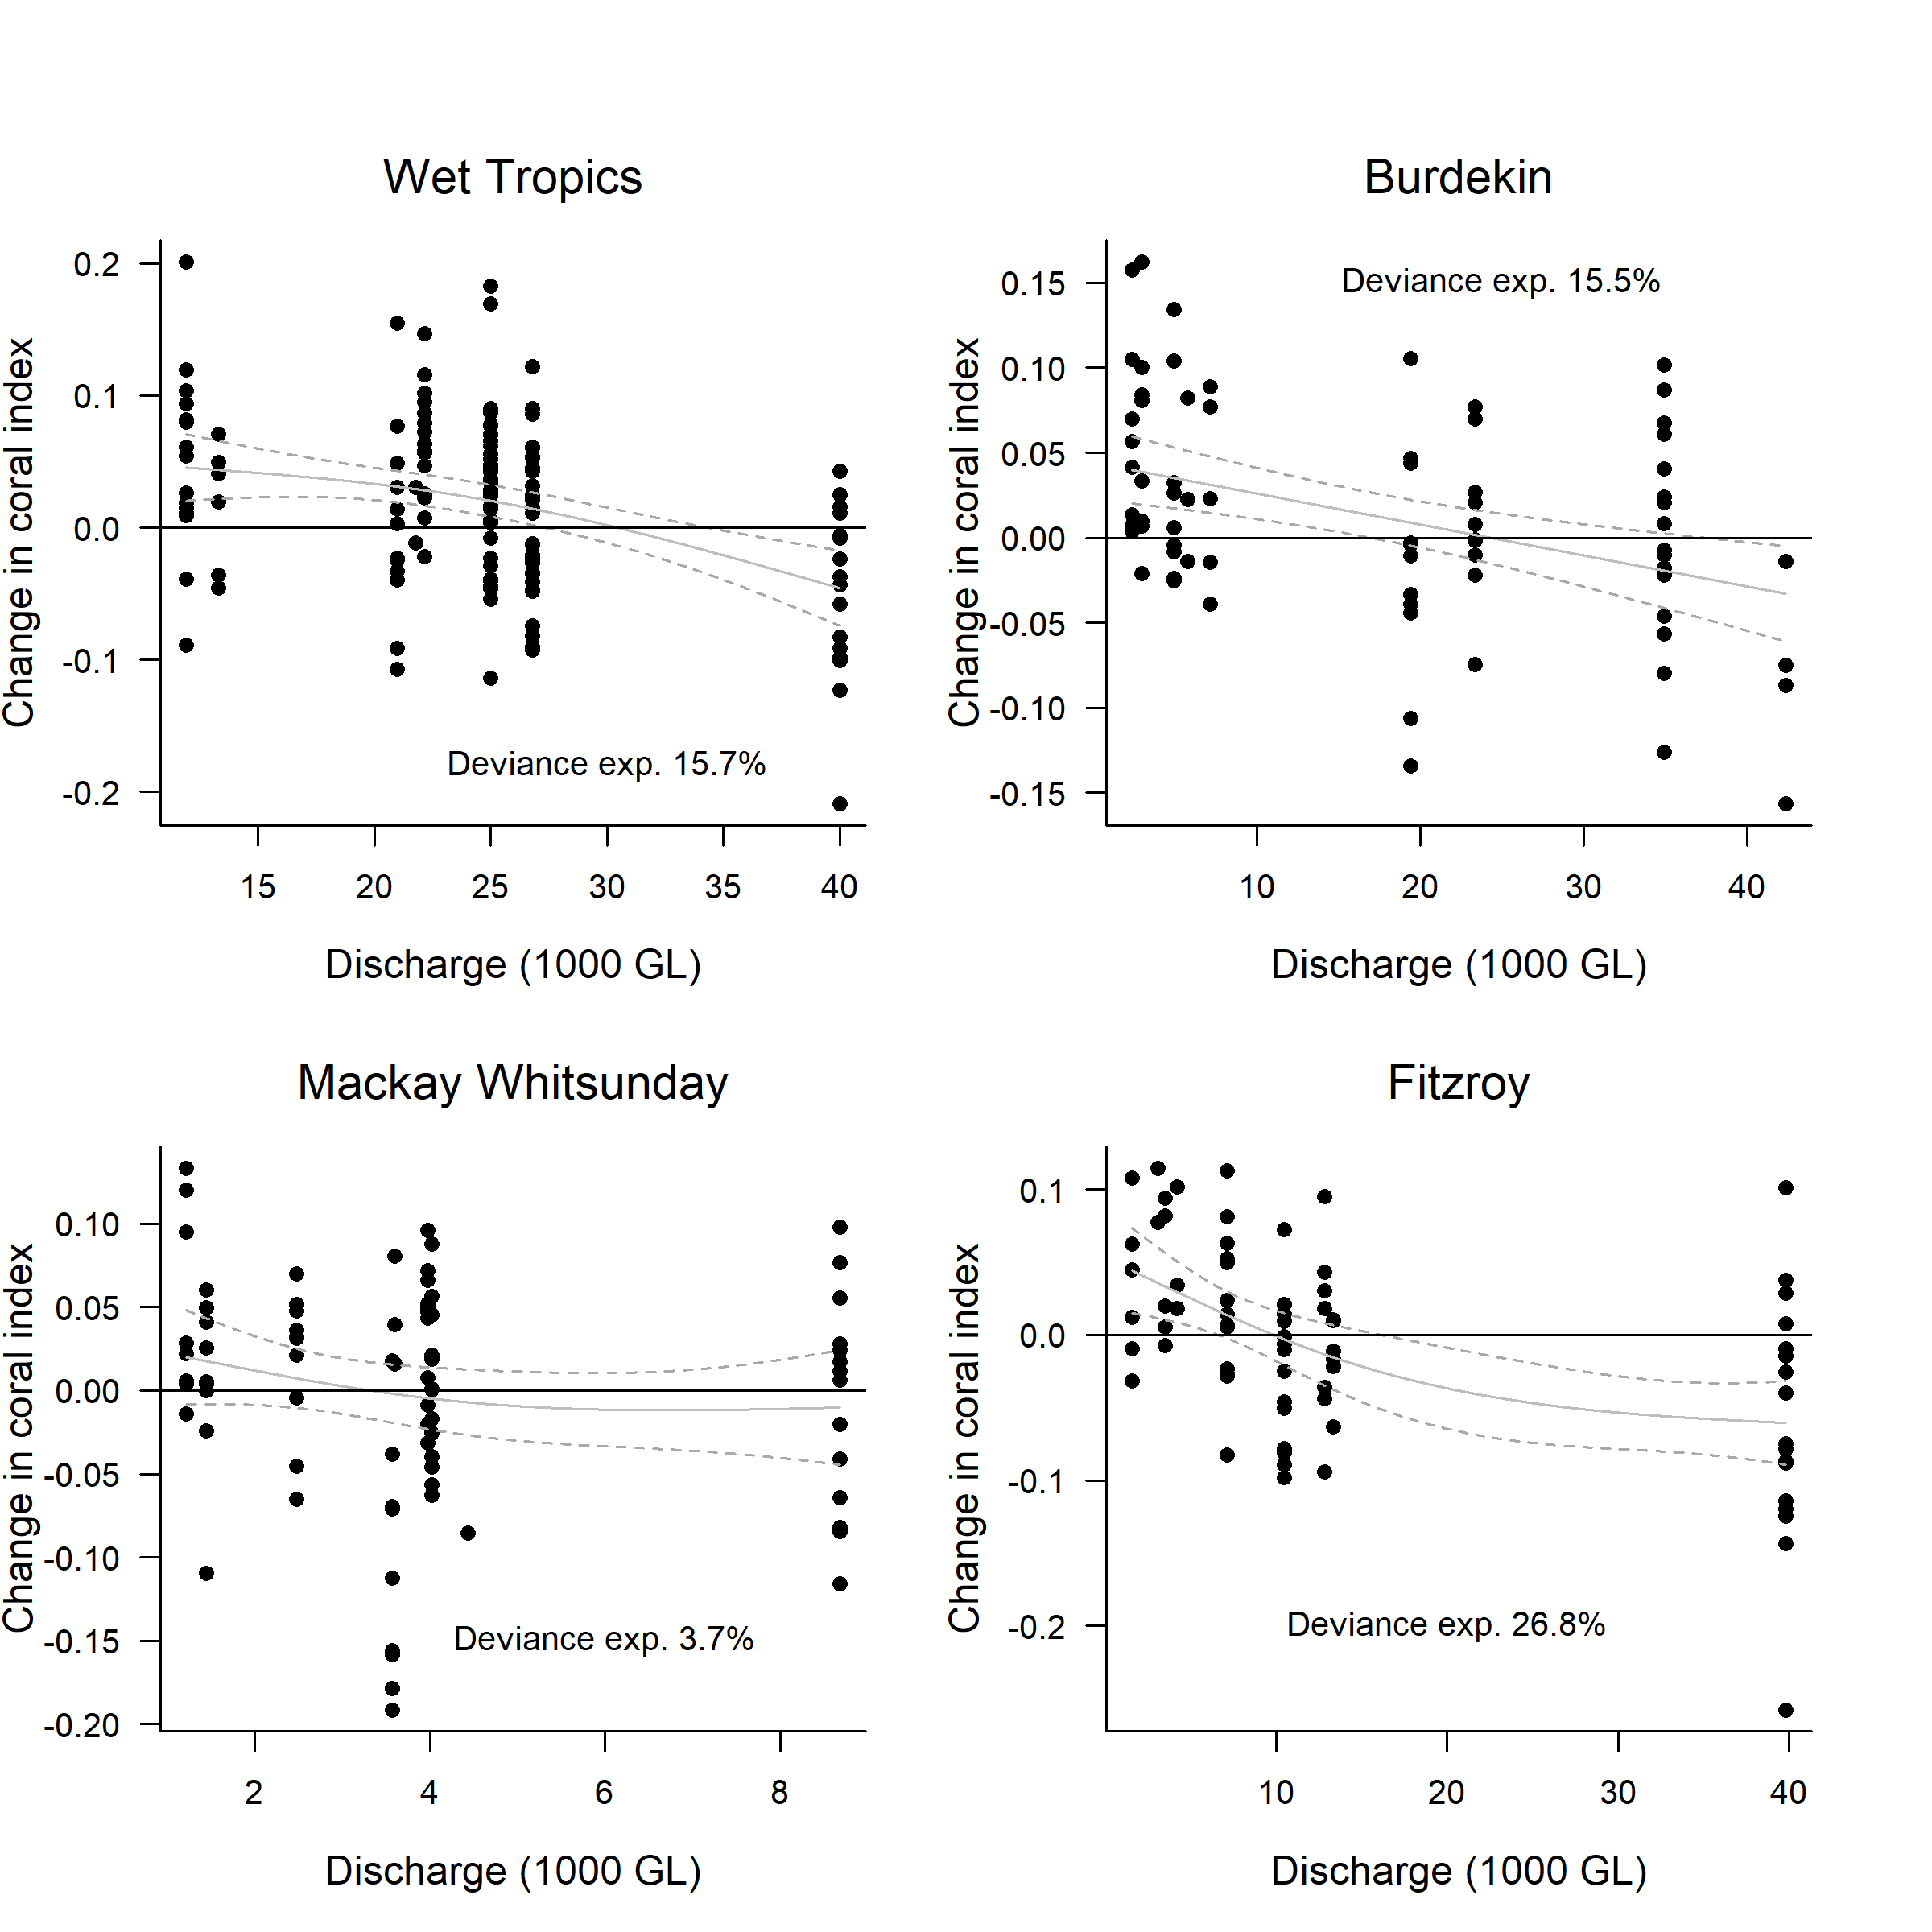 Wet Tropics
Change in coral index
0.2
0.1
0.0
-0.1
-0.2
Deviance exp. 15.7%
15 20 25 30 35 40
Discharge (1000 GL)
Burdekin
Change in coral index
0.15
0.10
0.05
0.00
-0.05
-0.10
-0.15
Deviance exp. 15.5%
10 20 30 40
Discharge (1000 GL)
Mackay Whitsunday
Change in coral index
0.10
0.05
0.00
-0.05
-0.10
-0.15
-0.20
Deviance exp. 3.7%
2 4 6 8
Discharge (1000 GL)
Fitzroy
Change in coral index
0.1
0.0
-0.1
-0.2
Deviance exp. 26.8%
10 20 30 40
Discharge (1000 GL)